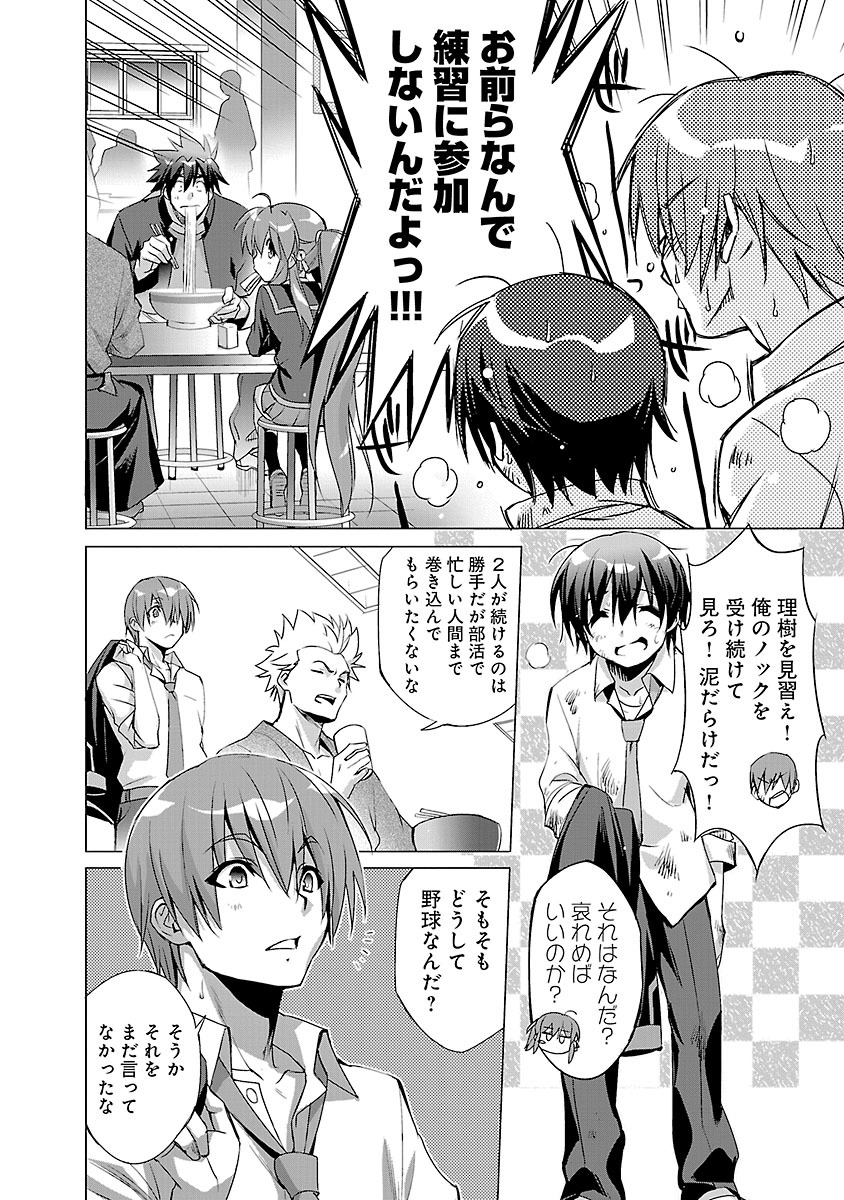 お前らなんで
練習に参加
しないんだよっ!!!
理樹を見習え！
俺のノックを
受け続けて
見ろ！泥だらけだっ！
それはなんだ？
哀れめば
いいのか？
２人が続けるのは
勝手だが部活で
忙しい人間まで
巻き込んで
もらいたくないな
そもそも
どうして
野球なんだ？
そうか
それを
まだ言って
なかったな